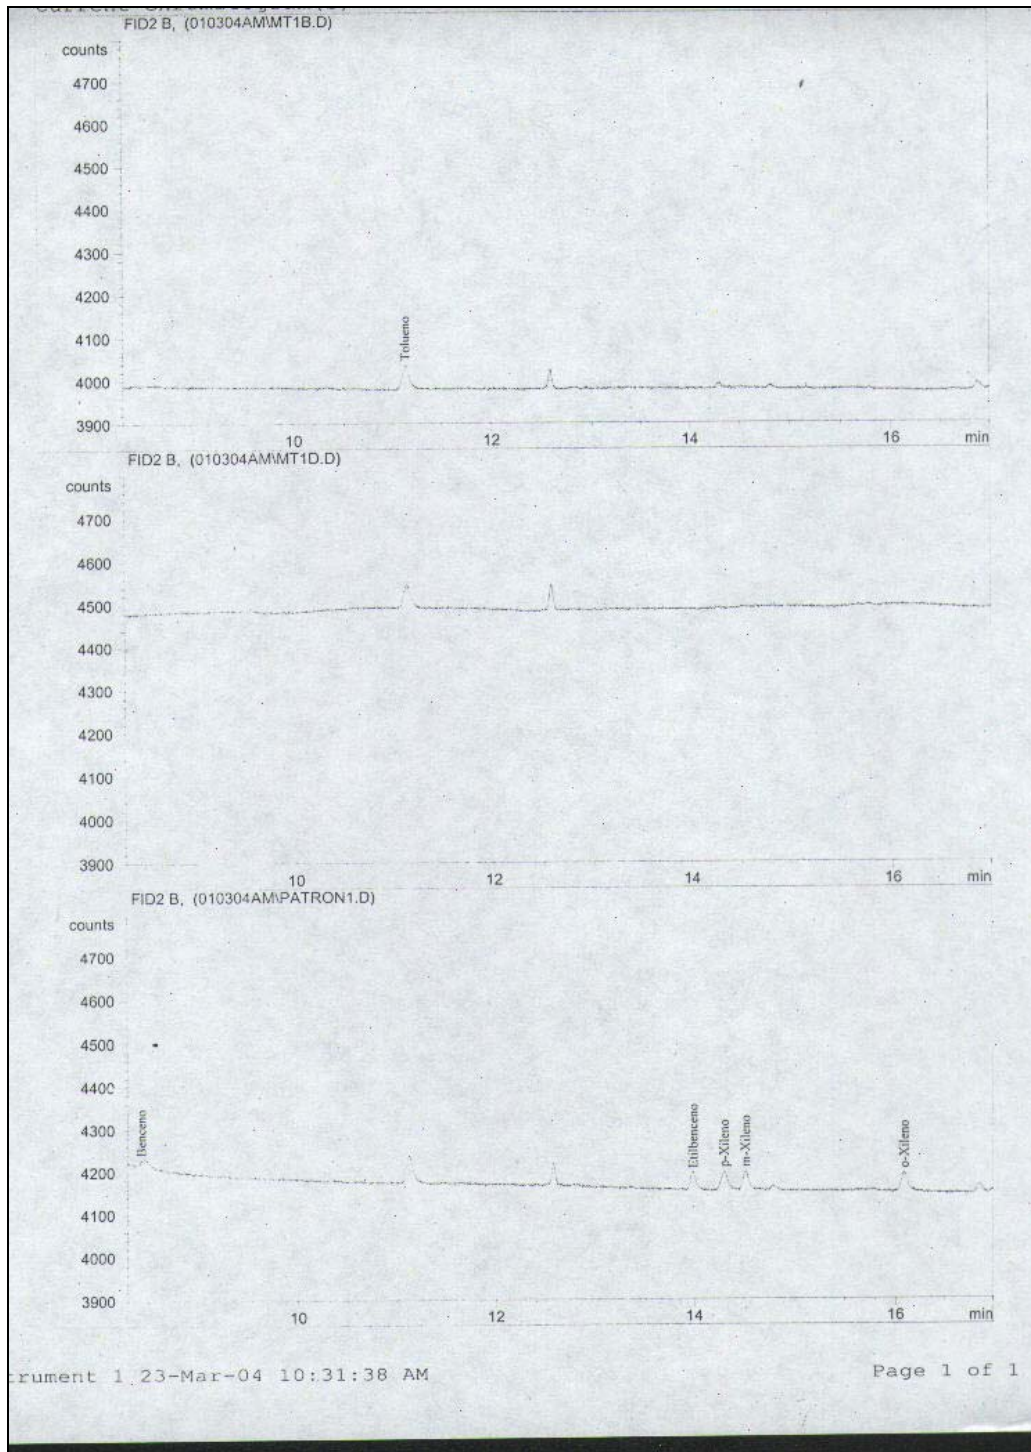 Current Chromatogram(s)
FID2 B, (010304AM\MT1B.D)
counts
4700
4600
4500
4400
4300
4200
4100
4000
3900
Tolueno
10 12 14 16 min
FID2 B, (010304AM\MT1D.D)
counts
4700
4600
4500
4400
4300
4200
4100
4000
3900
10 12 14 16 min
FID2 B, (010304AM\PATRON1.D)
counts
4700
4600
4500
4400
4300
4200
4100
4000
3900
Benceno
Etilbenceno
p-Xileno
m-Xileno
o-Xileno
10 12 14 16 min
trument 1 23-Mar-04 10:31:38 AM Page 1 of 1